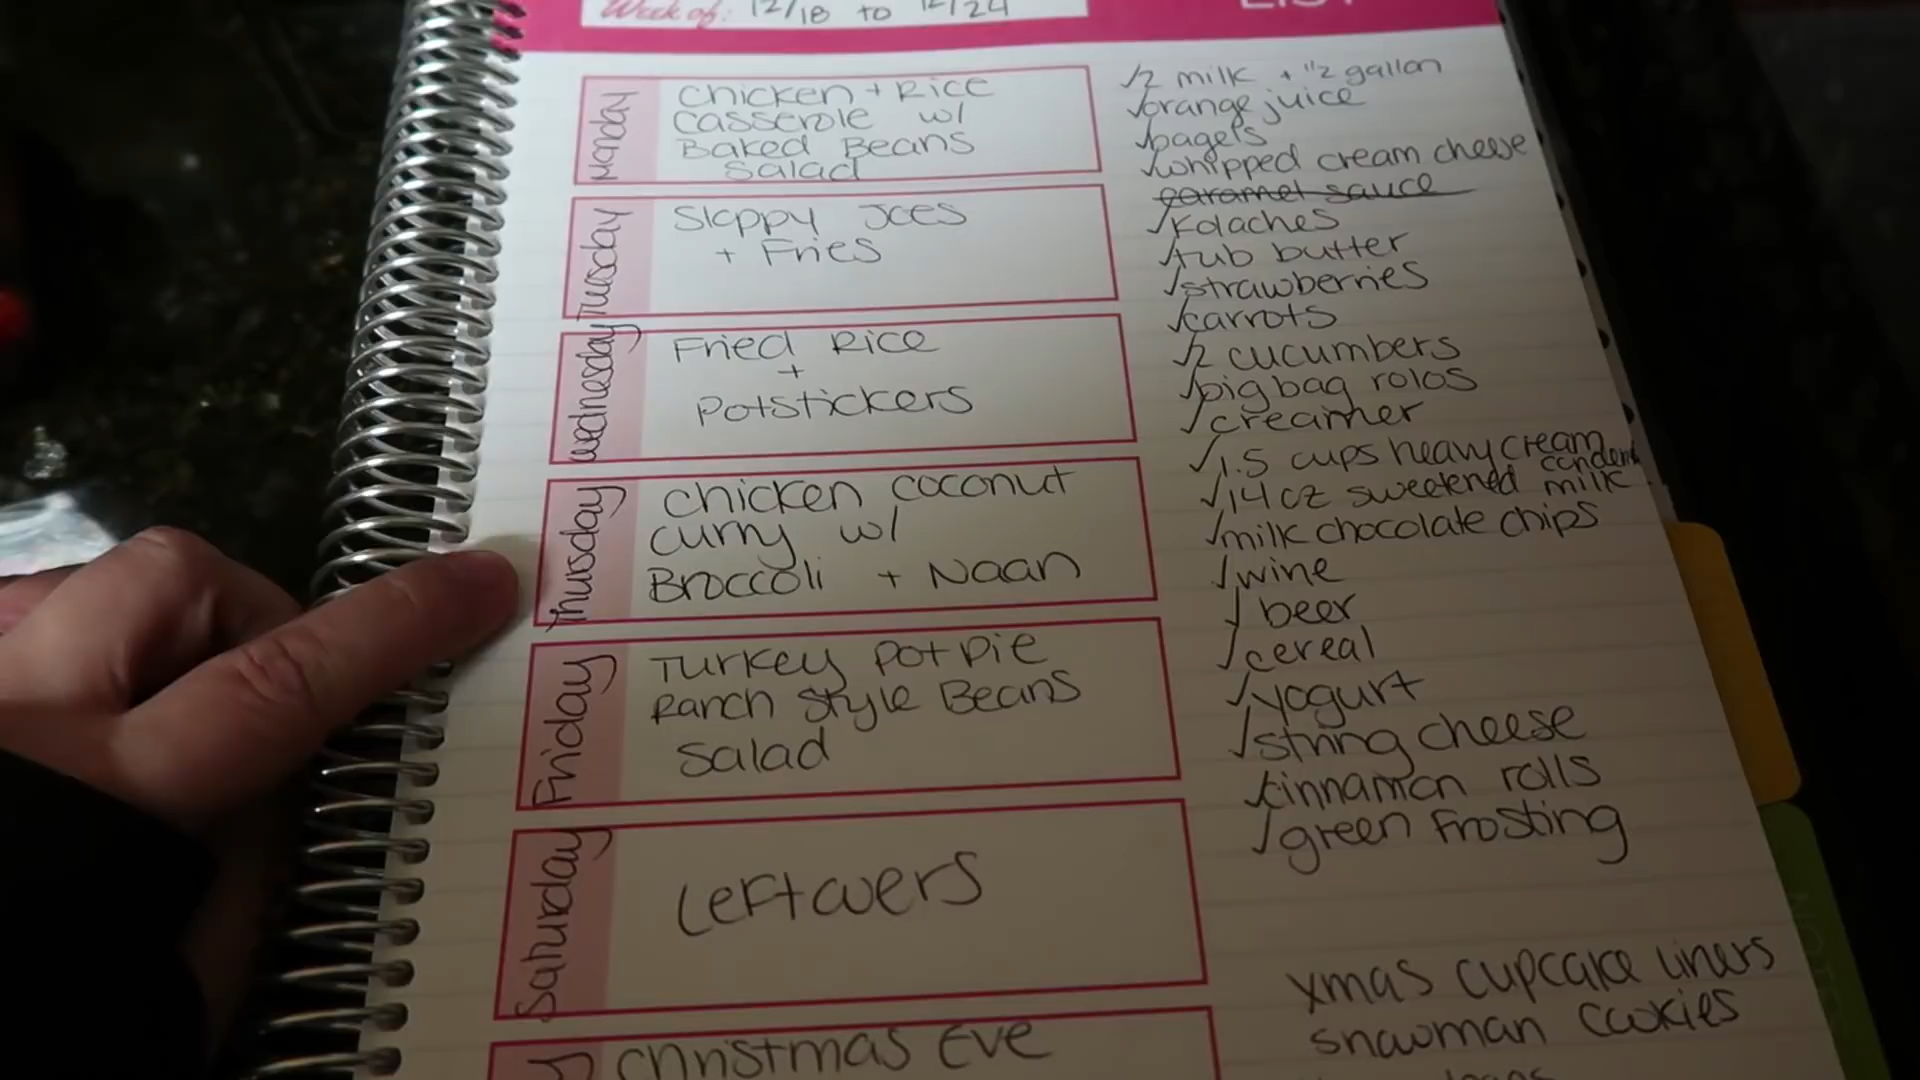 Week of: 12/18 to 12/24
LIST
Monday
Chicken + Rice
Casserole w/
Baked Beans
Salad
Tuesday
Sloppy Joes
+ Fries
Wednesday
Fried Rice
+
Potstickers
Thursday
Chicken coconut
curry w/
Broccoli + Naan
Friday
Turkey Pot Pie
Ranch Style Beans
Salad
Saturday
Leftovers
Christmas Eve
√2 milk + 1/2 gallon
√orange juice
√bagels
√whipped cream cheese
caramel sauce
√Kolaches
√tub butter
√strawberries
√carrots
√2 cucumbers
√big bag rolos
√creamer
√1.5 cups heavy cream
√14 oz sweetened condens milk
√milk chocolate chips
√wine
√beer
√cereal
√yogurt
√string cheese
√cinnamon rolls
√green frosting
xmas cupcake liners
snowman cookies